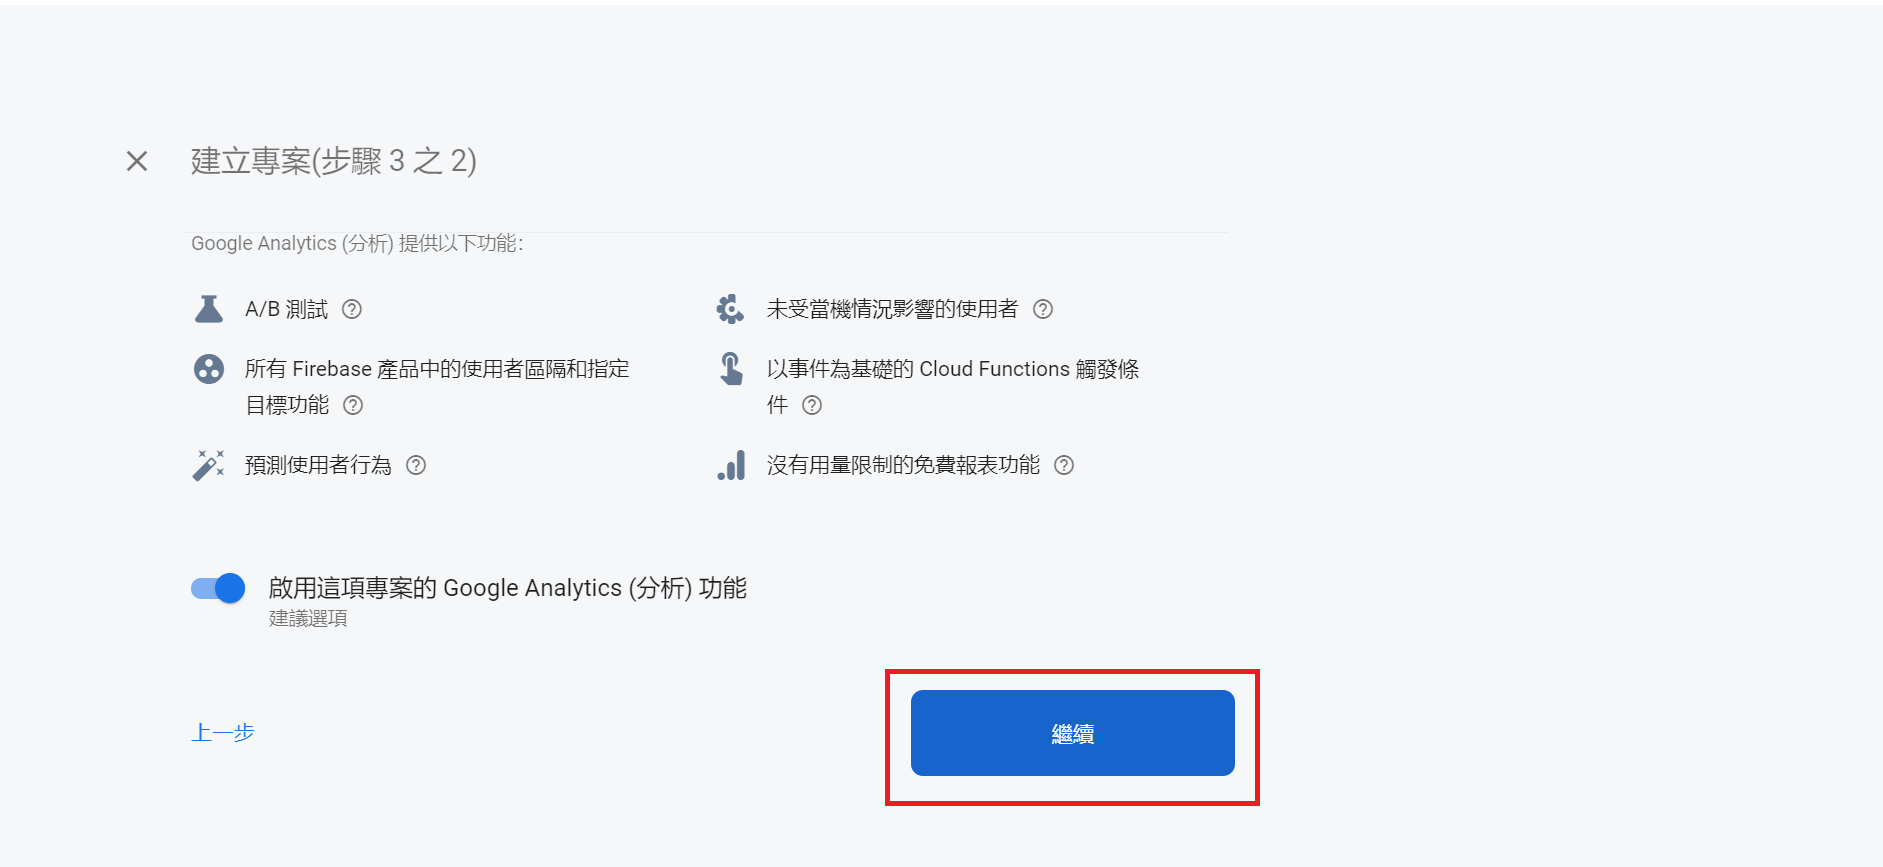 建立專案(步驟 3 之 2)
Google Analytics (分析) 提供以下功能：
A/B 測試
未受當機情況影響的使用者
所有 Firebase 產品中的使用者區隔和指定
目標功能
以事件為基礎的 Cloud Functions 觸發條
件
預測使用者行為
沒有用量限制的免費報表功能
啟用這項專案的 Google Analytics (分析) 功能
建議選項
上一步
繼續